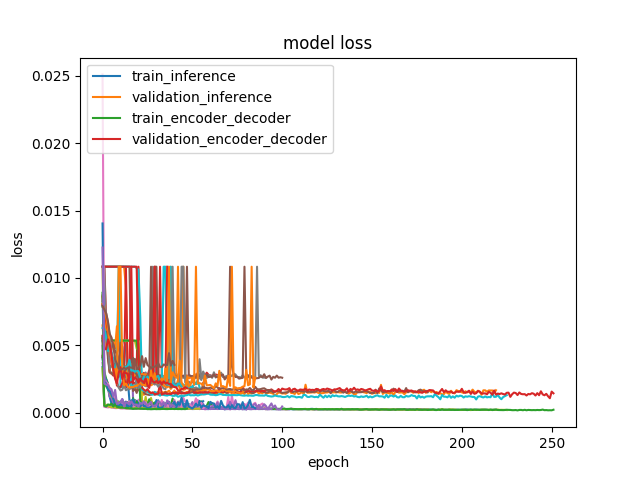 model loss
train_inference
validation_inference
train_encoder_decoder
validation_encoder_decoder
0.025
0.020
0.015
0.010
0.005
0.000
loss
0 50 100 150 200 250
epoch